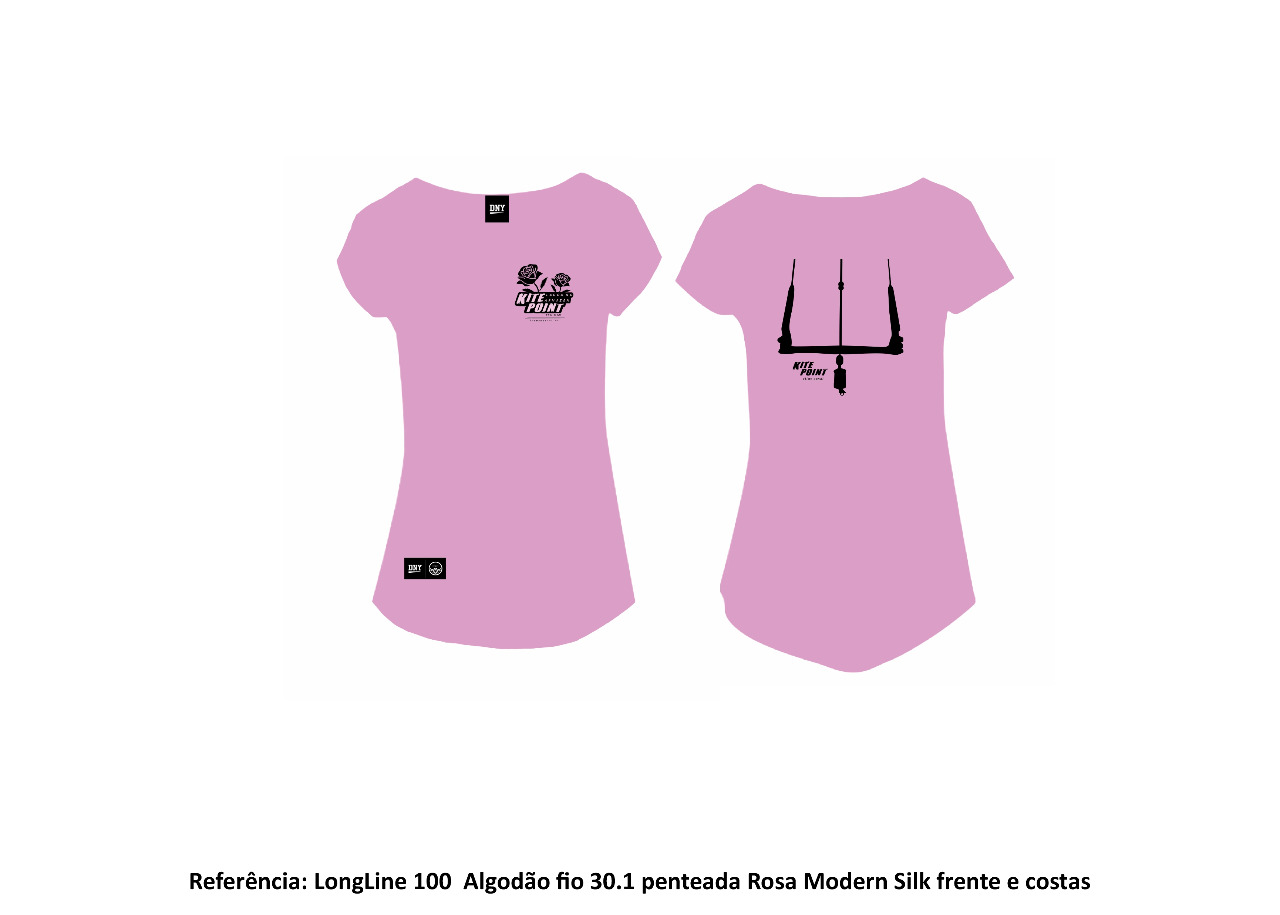 DNY
KITE
POINT
KITE
POINT
DNY
Referência: LongLine 100  Algodão fio 30.1 penteada Rosa Modern Silk frente e costas